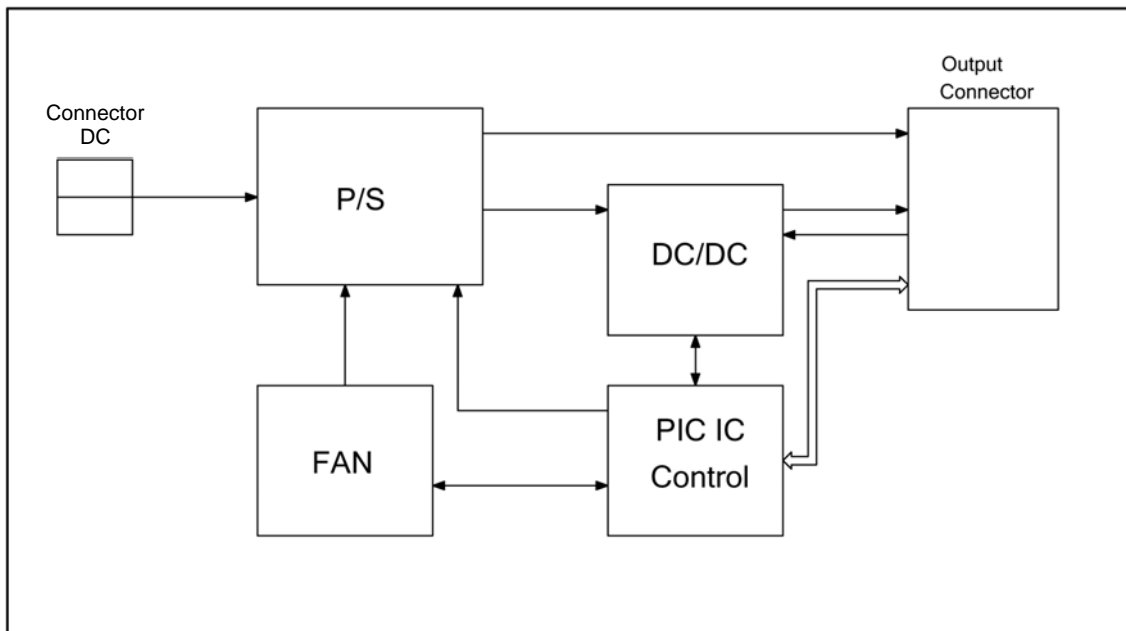 Output
Connector
Connector
DC
P/S
DC/DC
FAN
PIC IC
Control